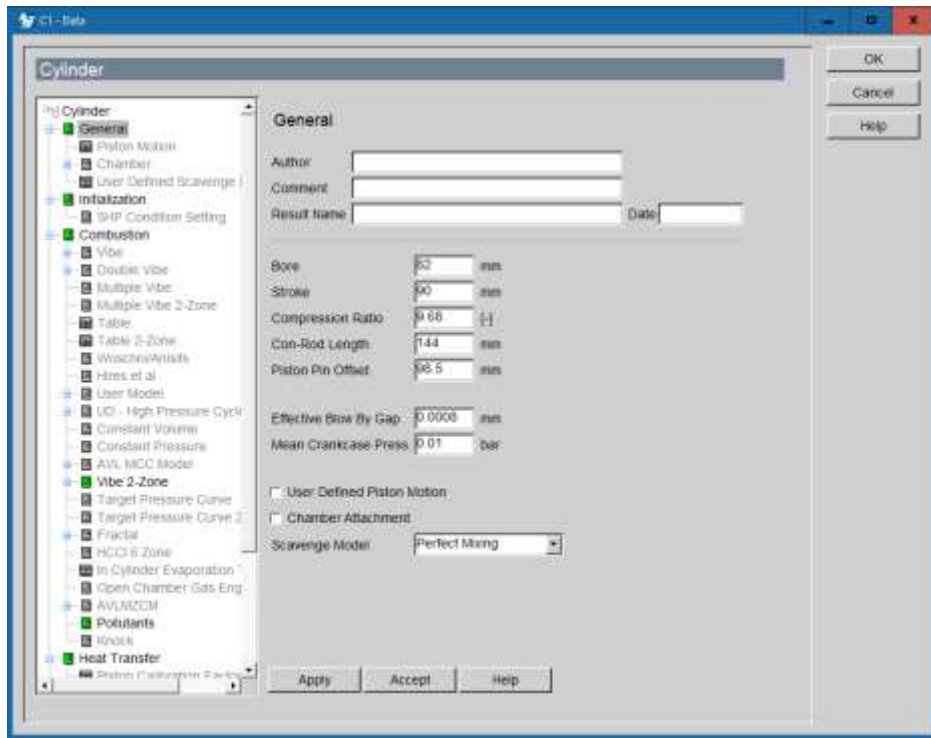 C1 - Data
Cylinder
OK
Cancel
Help
Cylinder
General
Piston Motion
Chamber
User Defined Scavenge
Initialization
SHP Condition Setting
Combustion
Vibe
Double Vibe
Multiple Vibe
Multiple Vibe 2-Zone
Table
Table 2-Zone
Woschni/Anisits
Hires et al
User Model
UD - High Pressure Cycle
Constant Volume
Constant Pressure
AVL MCC Model
Vibe 2-Zone
Target Pressure Curve
Target Pressure Curve 2
Fractal
HCCI 6 Zone
In Cylinder Evaporation
Open Chamber Gas Eng
AVLMZCM
Pollutants
Knock
Heat Transfer
Piston Calibration Factor
General
Author
Comment
Result Name Date
Bore 82 mm
Stroke 90 mm
Compression Ratio 9.68 [-]
Con-Rod Length 144 mm
Piston Pin Offset 98.5 mm
Effective Blow By Gap 0.0008 mm
Mean Crankcase Press 0.01 bar
User Defined Piston Motion
Chamber Attachment
Scavenge Model Perfect Mixing
Apply Accept Help